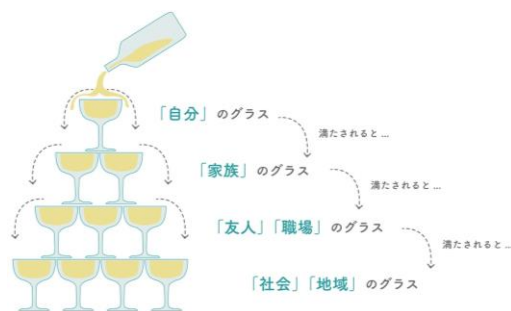 「自分」のグラス
満たされると...
「家族」のグラス
満たされると...
「友人」「職場」のグラス
満たされると...
「社会」「地域」のグラス